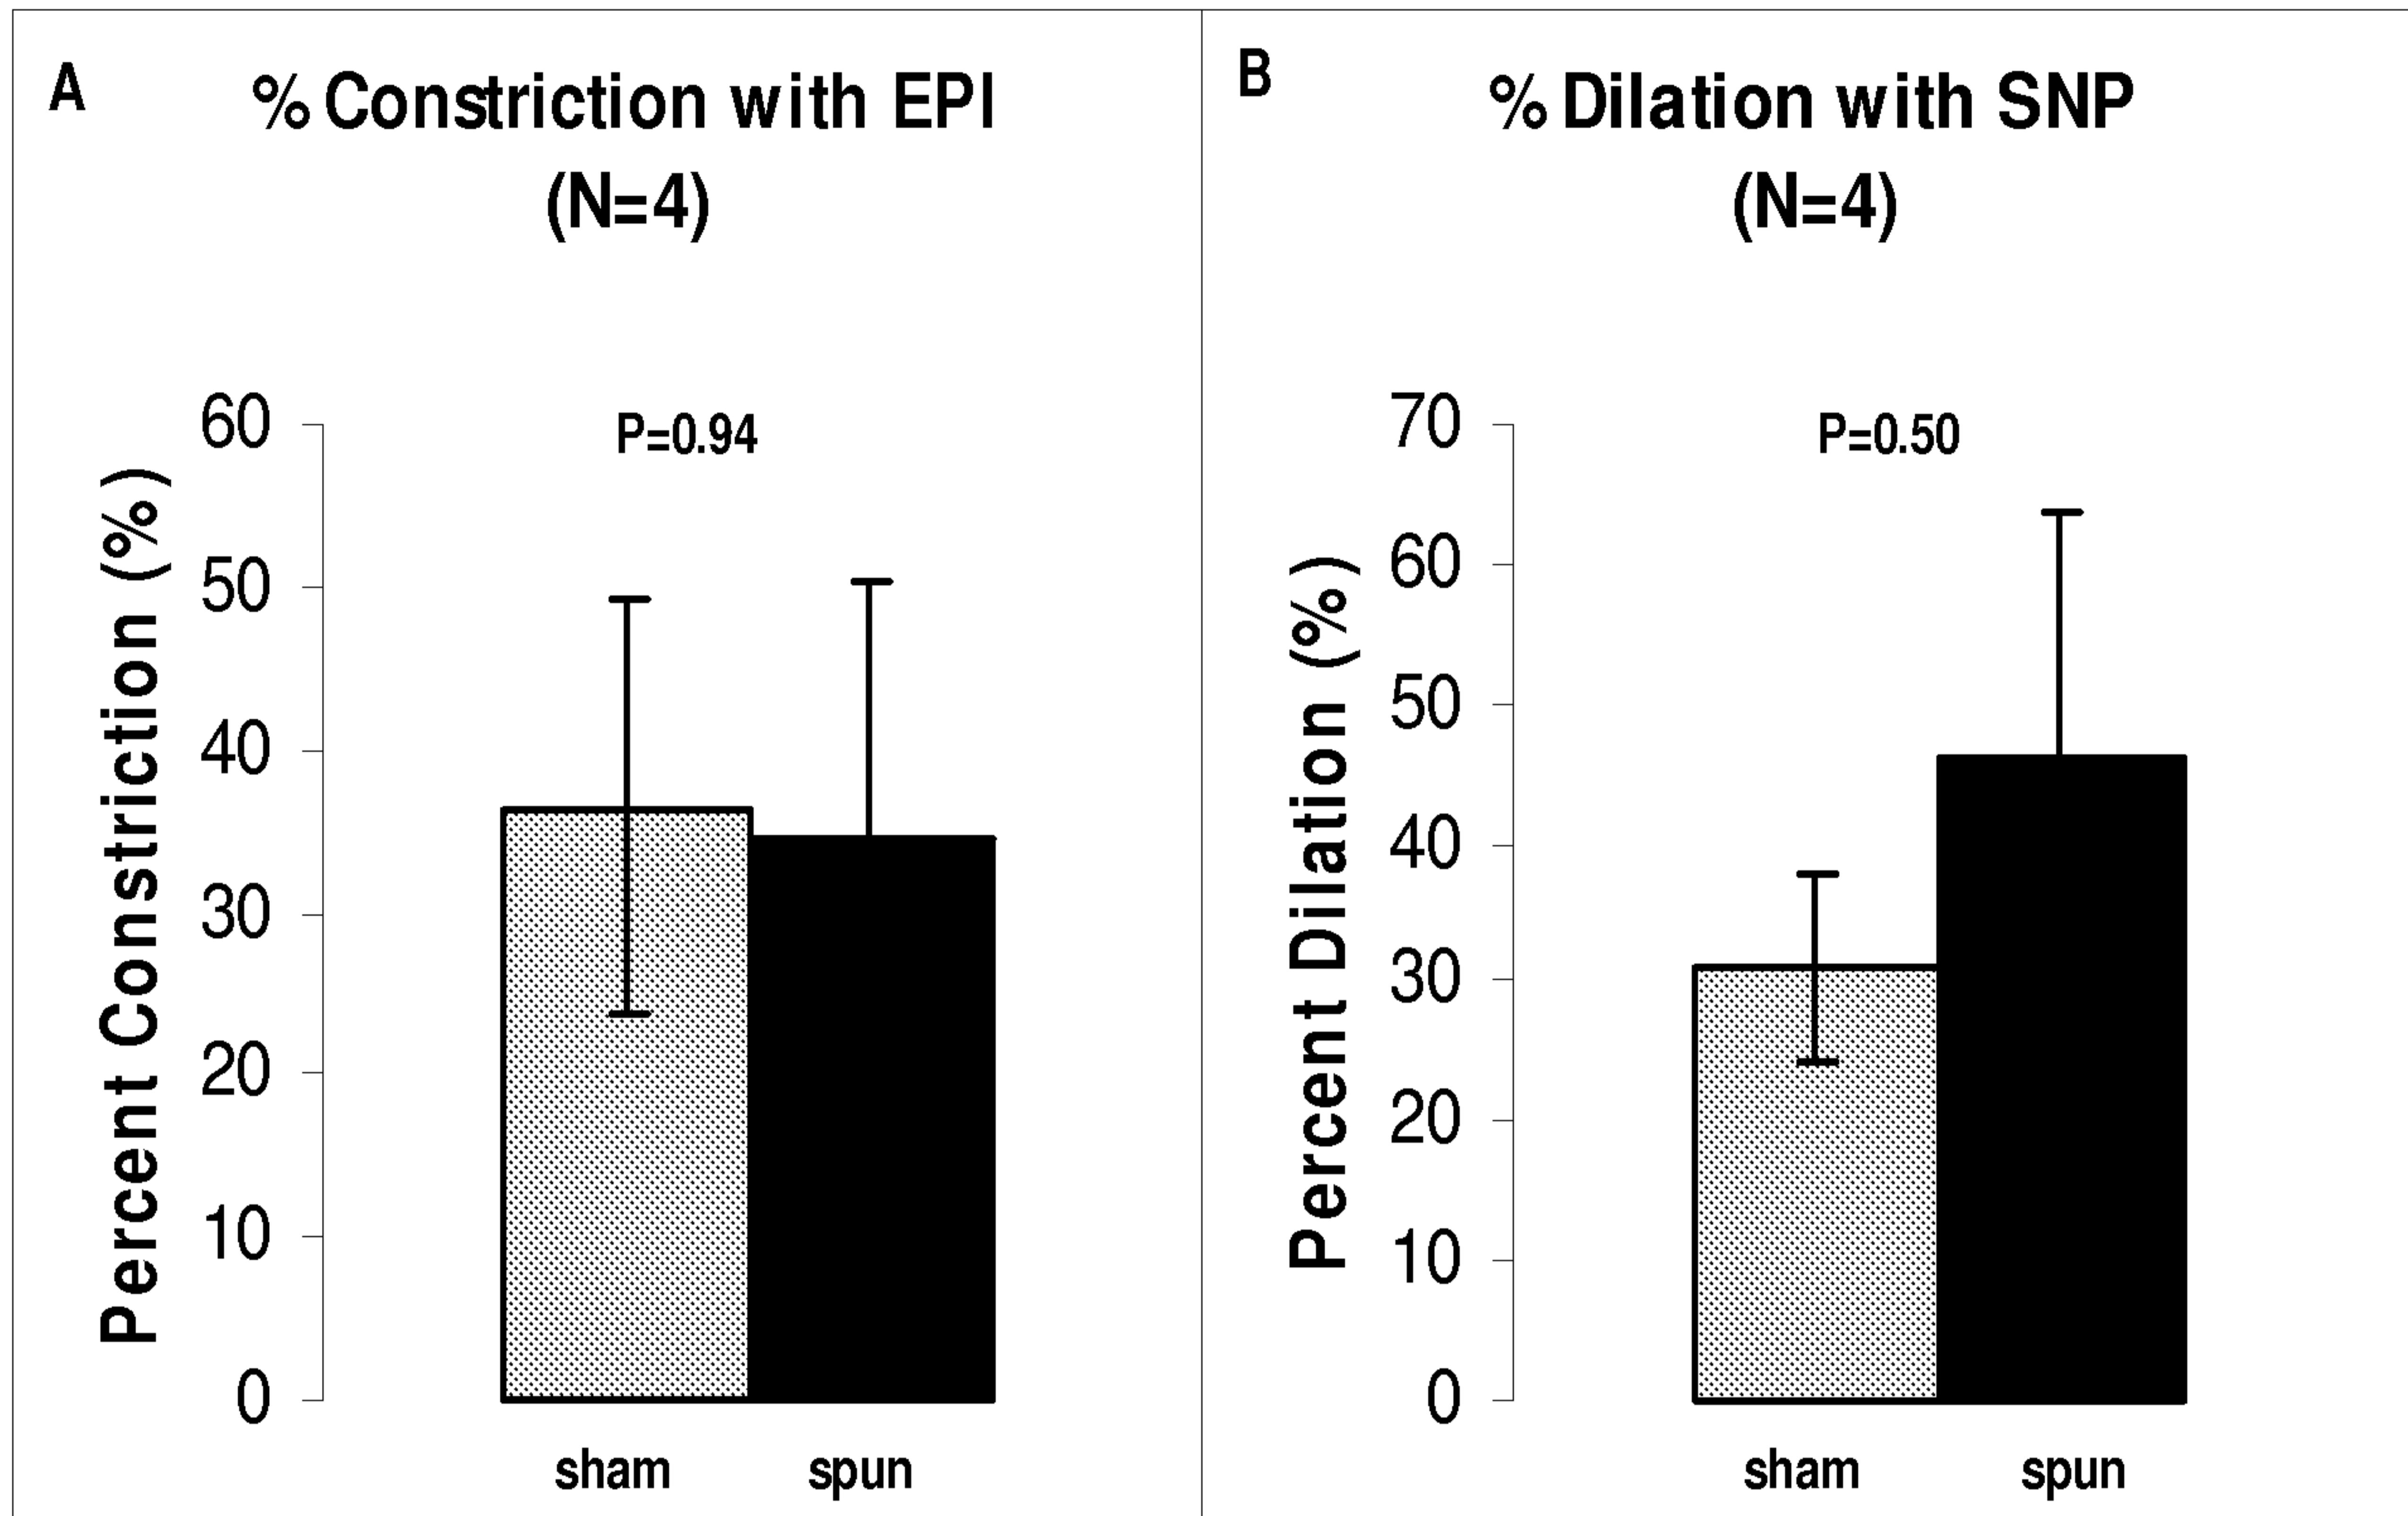 A
% Constriction with EPI
(N=4)
P=0.94
Percent Constriction (%)
60
50
40
30
20
10
0
sham spun
B
% Dilation with SNP
(N=4)
P=0.50
Percent Dilation (%)
70
60
50
40
30
20
10
0
sham spun